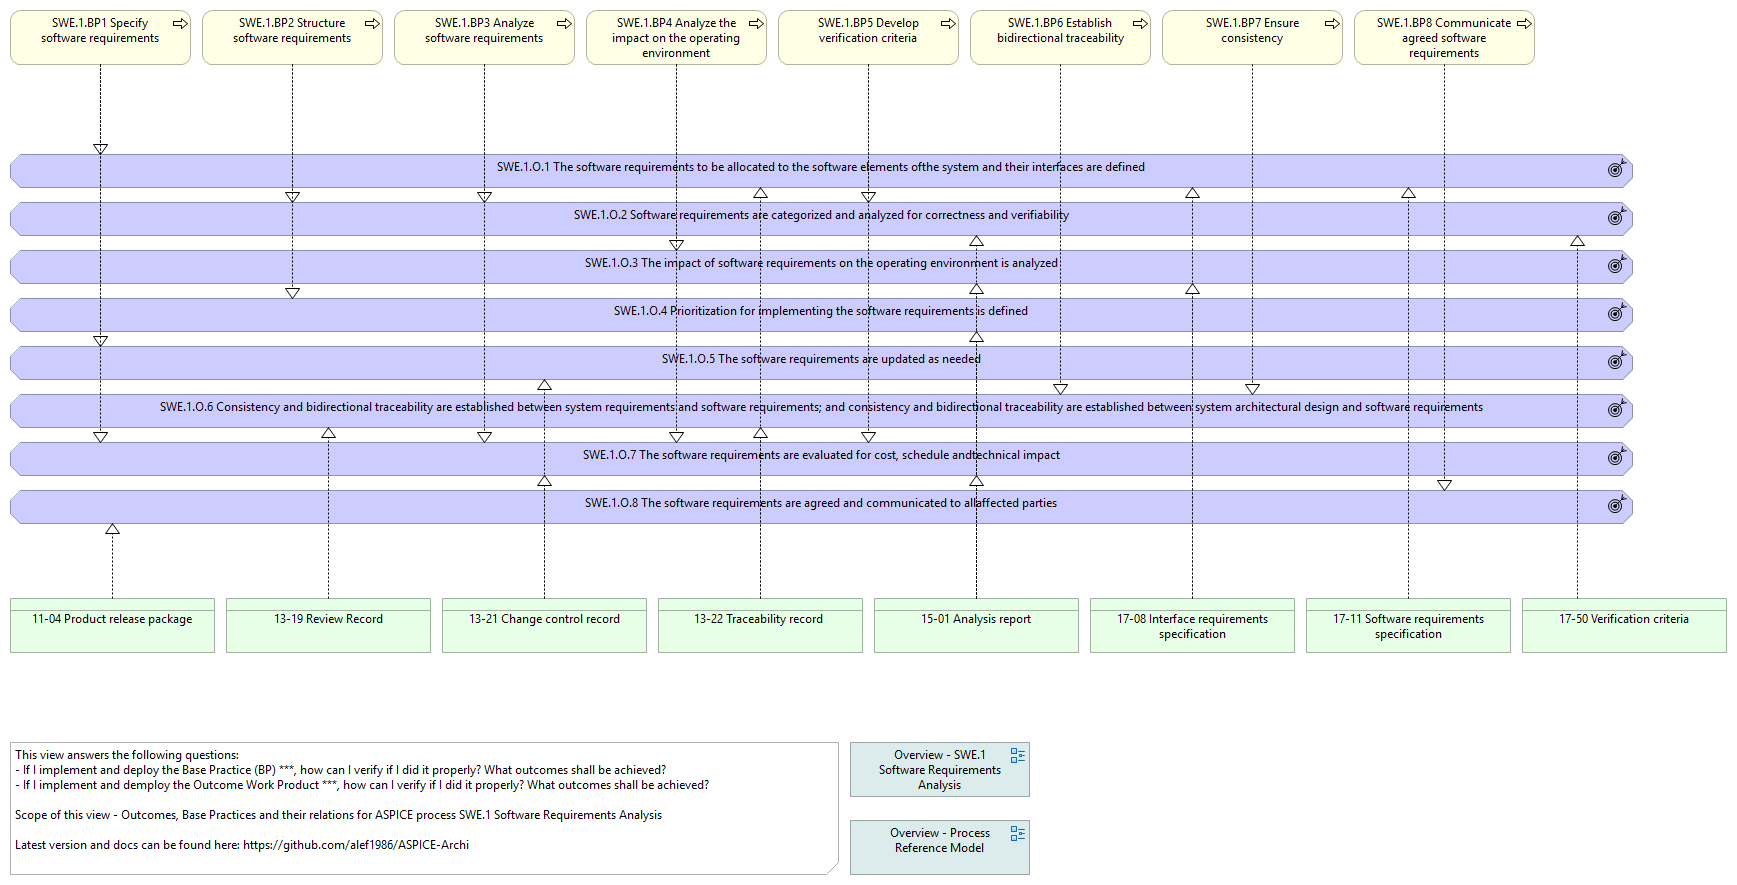 SWE.1.BP1 Specify
software requirements
SWE.1.BP2 Structure
software requirements
SWE.1.BP3 Analyze
software requirements
SWE.1.BP4 Analyze the
impact on the operating
environment
SWE.1.BP5 Develop
verification criteria
SWE.1.BP6 Establish
bidirectional traceability
SWE.1.BP7 Ensure
consistency
SWE.1.BP8 Communicate
agreed software
requirements
SWE.1.O.1 The software requirements to be allocated to the software elements ofthe system and their interfaces are defined
SWE.1.O.2 Software requirements are categorized and analyzed for correctness and verifiability
SWE.1.O.3 The impact of software requirements on the operating environment is analyzed
SWE.1.O.4 Prioritization for implementing the software requirements is defined
SWE.1.O.5 The software requirements are updated as needed
SWE.1.O.6 Consistency and bidirectional traceability are established between system requirements and software requirements; and consistency and bidirectional traceability are established between system architectural design and software requirements
SWE.1.O.7 The software requirements are evaluated for cost, schedule andtechnical impact
SWE.1.O.8 The software requirements are agreed and communicated to allaffected parties
11-04 Product release package
13-19 Review Record
13-21 Change control record
13-22 Traceability record
15-01 Analysis report
17-08 Interface requirements
specification
17-11 Software requirements
specification
17-50 Verification criteria
This view answers the following questions:
- If I implement and deploy the Base Practice (BP) ***, how can I verify if I did it properly? What outcomes shall be achieved?
- If I implement and demploy the Outcome Work Product ***, how can I verify if I did it properly? What outcomes shall be achieved?
Scope of this view - Outcomes, Base Practices and their relations for ASPICE process SWE.1 Software Requirements Analysis
Latest version and docs can be found here: https://github.com/alef1986/ASPICE-Archi
Overview - SWE.1
Software Requirements
Analysis
Overview - Process
Reference Model